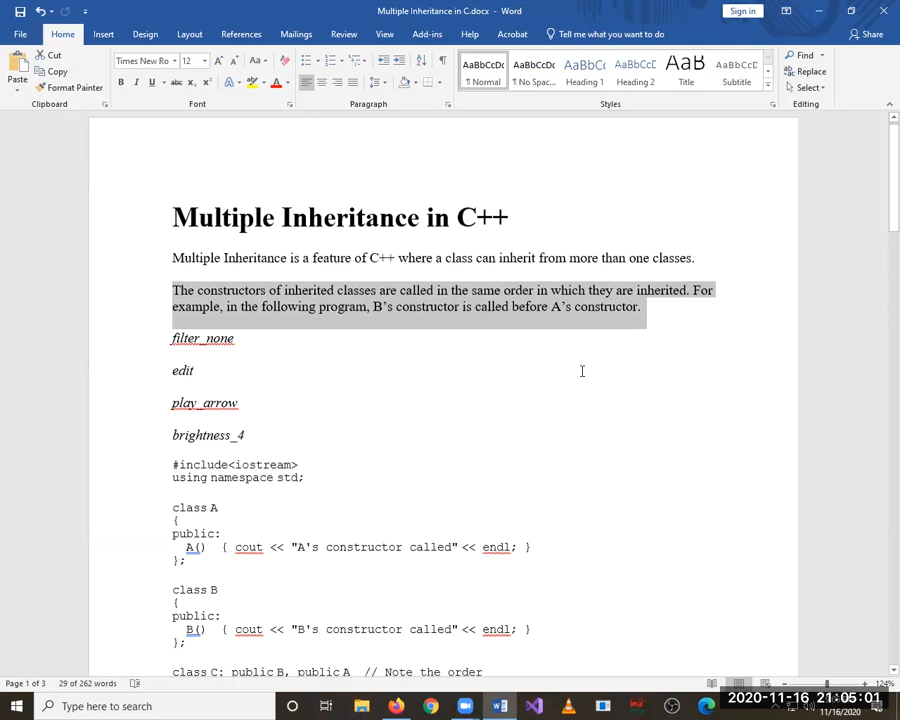 Multiple Inheritance in C.docx - Word
Sign in
File Home Insert Design Layout References Mailings Review View Add-ins Help Acrobat Tell me what you want to do Share
Paste
Cut
Copy
Format Painter
Clipboard
Times New Ro 12
Font
Paragraph
AaBbCcDc AaBbCcDc AaBbC( AaBbCcD AaB AaBbCcD
¶ Normal ¶ No Spac... Heading 1 Heading 2 Title Subtitle
Styles
Find
Replace
Select
Editing
Multiple Inheritance in C++
Multiple Inheritance is a feature of C++ where a class can inherit from more than one classes.
The constructors of inherited classes are called in the same order in which they are inherited. For
example, in the following program, B’s constructor is called before A’s constructor.
filter_none
edit
play_arrow
brightness_4
#include<iostream>
using namespace std;
class A
{
public:
A() { cout << "A's constructor called" << endl; }
};
class B
{
public:
B() { cout << "B's constructor called" << endl; }
};
class C: public B, public A // Note the order
Page 1 of 3 29 of 262 words 124%
Type here to search
2020-11-16 21:05:01
11/16/2020